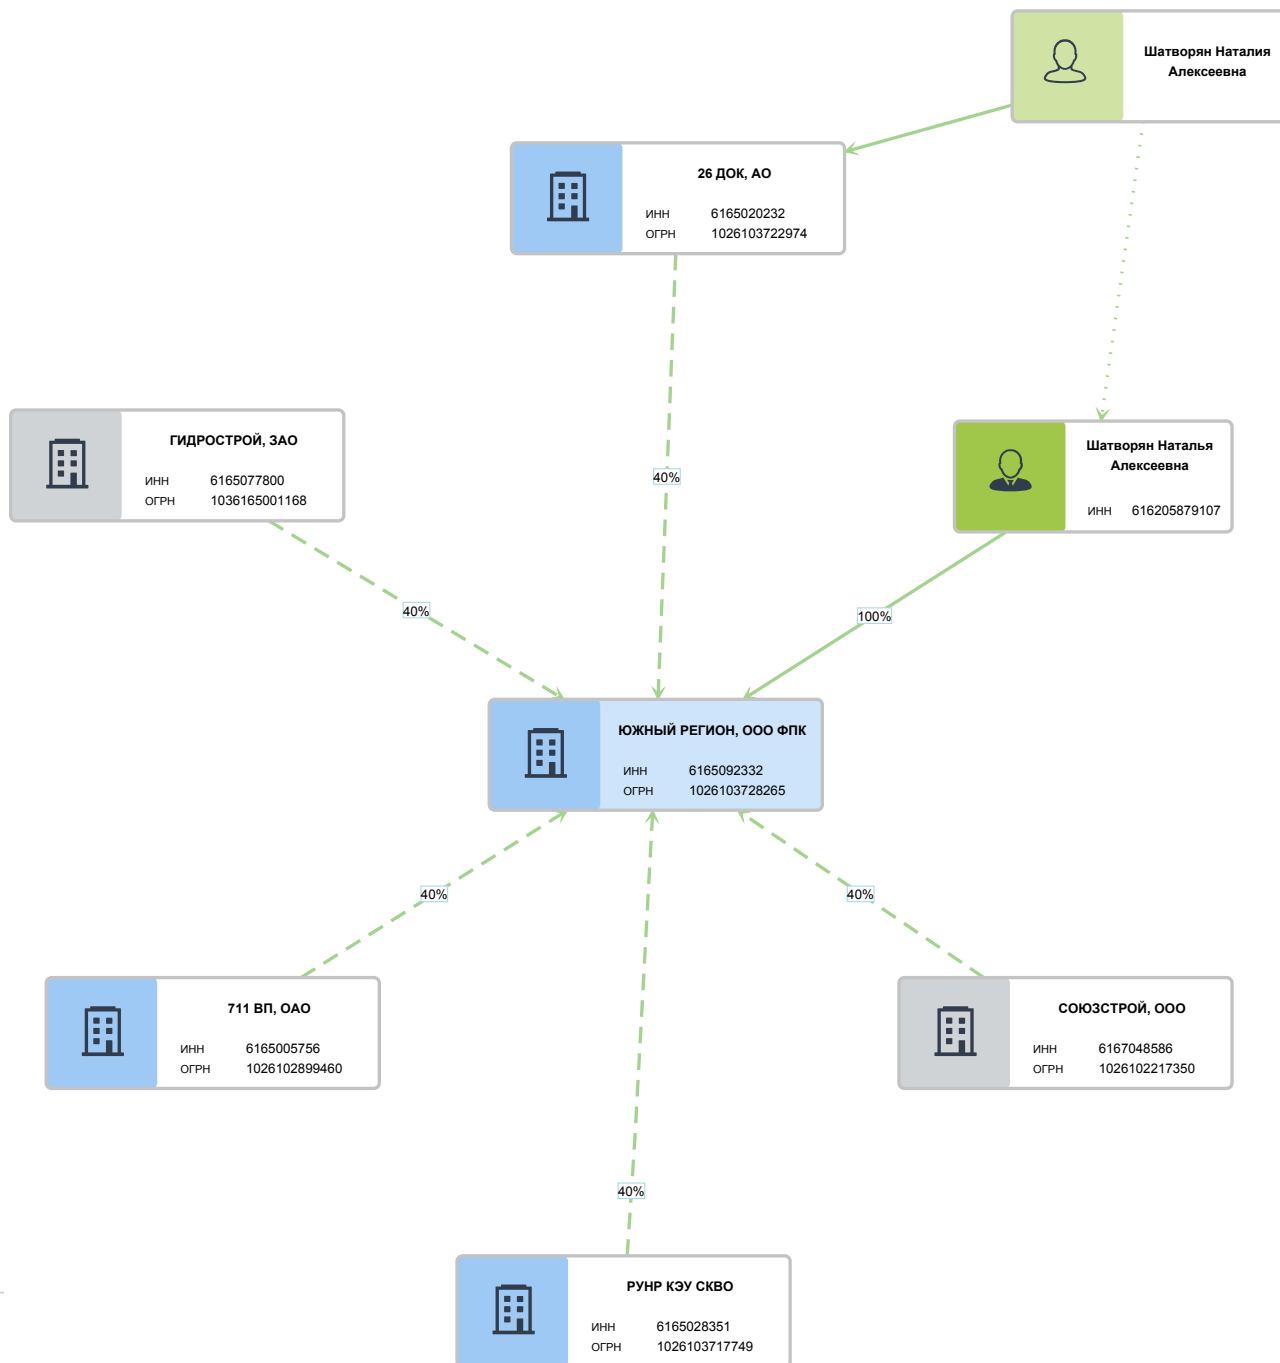 Шатворян Наталия
Алексеевна
26 ДОК, АО
ИНН 6165020232
ОГРН 1026103722974
ГИДРОСТРОЙ, ЗАО
ИНН 6165077800
ОГРН 1036165001168
Шатворян Наталья
Алексеевна
ИНН 616205879107
40%
40%
100%
ЮЖНЫЙ РЕГИОН, ООО ФПК
ИНН 6165092332
ОГРН 1026103728265
40%
40%
711 ВП, ОАО
ИНН 6165005756
ОГРН 1026102899460
СОЮЗСТРОЙ, ООО
ИНН 6167048586
ОГРН 1026102217350
40%
РУНР КЭУ СКВО
ИНН 6165028351
ОГРН 1026103717749